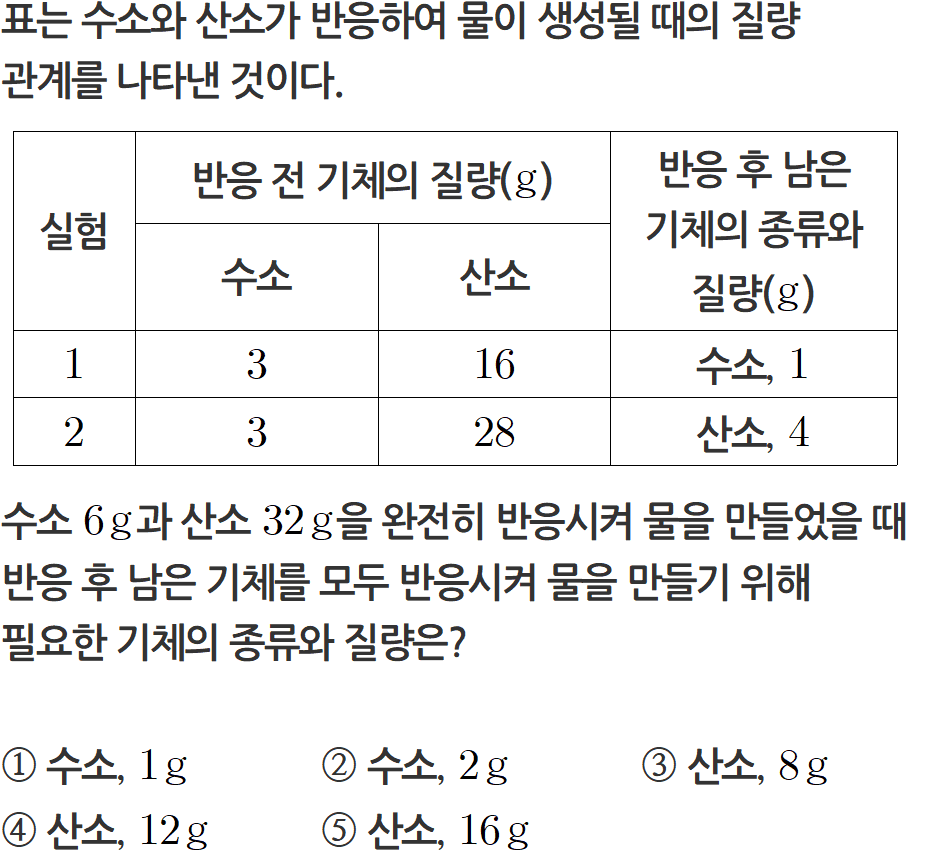 표는 수소와 산소가 반응하여 물이 생성될 때의 질량
관계를 나타낸 것이다.
실험
반응 전 기체의 질량(g)
반응 후 남은
기체의 종류와
질량(g)
수소 산소
1 3 16 수소, 1
2 3 28 산소, 4
수소 6g과 산소 32g을 완전히 반응시켜 물을 만들었을 때
반응 후 남은 기체를 모두 반응시켜 물을 만들기 위해
필요한 기체의 종류와 질량은?
① 수소, 1g ② 수소, 2g ③ 산소, 8g
④ 산소, 12g ⑤ 산소, 16g